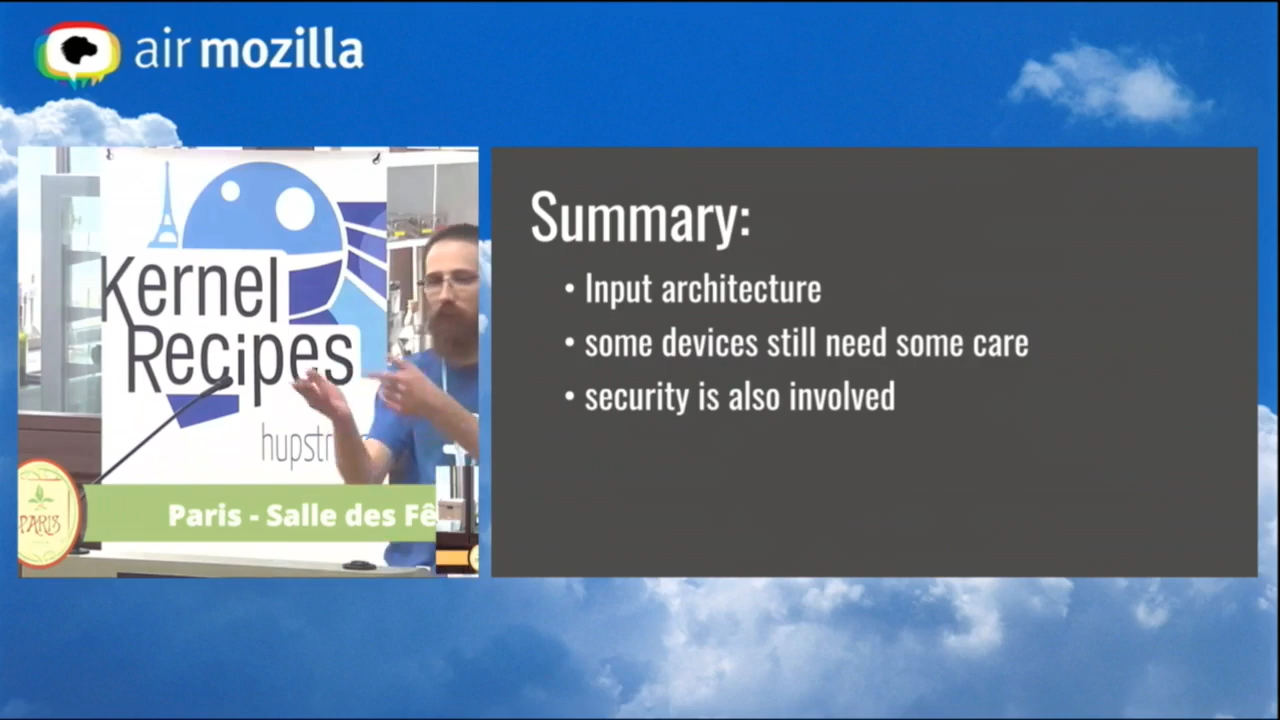 air mozilla
Kernel
Recipes
hupstr
PARIS
Paris - Salle des Fê
Summary:
• Input architecture
• some devices still need some care
• security is also involved